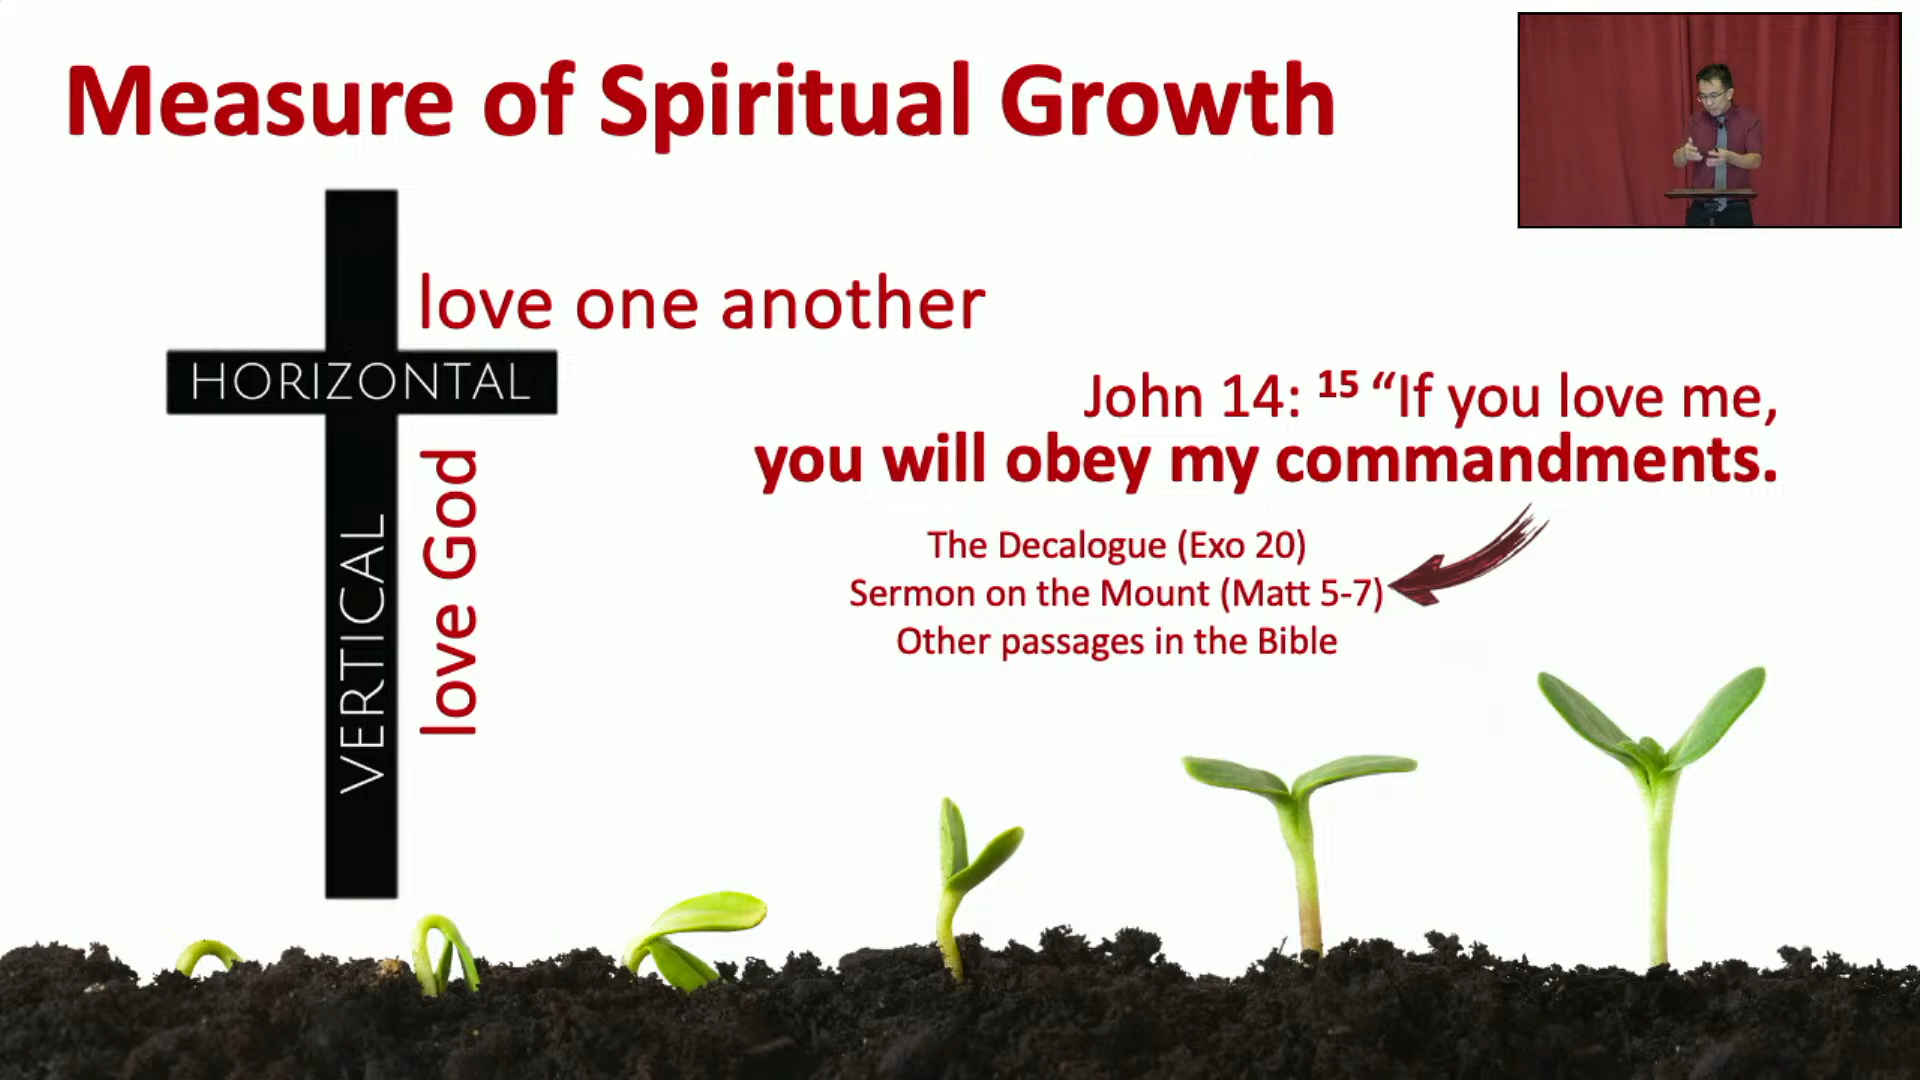 Measure of Spiritual Growth
love one another
HORIZONTAL
VERTICAL
love God
John 14: 15 “If you love me,
you will obey my commandments.
The Decalogue (Exo 20)
Sermon on the Mount (Matt 5-7)
Other passages in the Bible